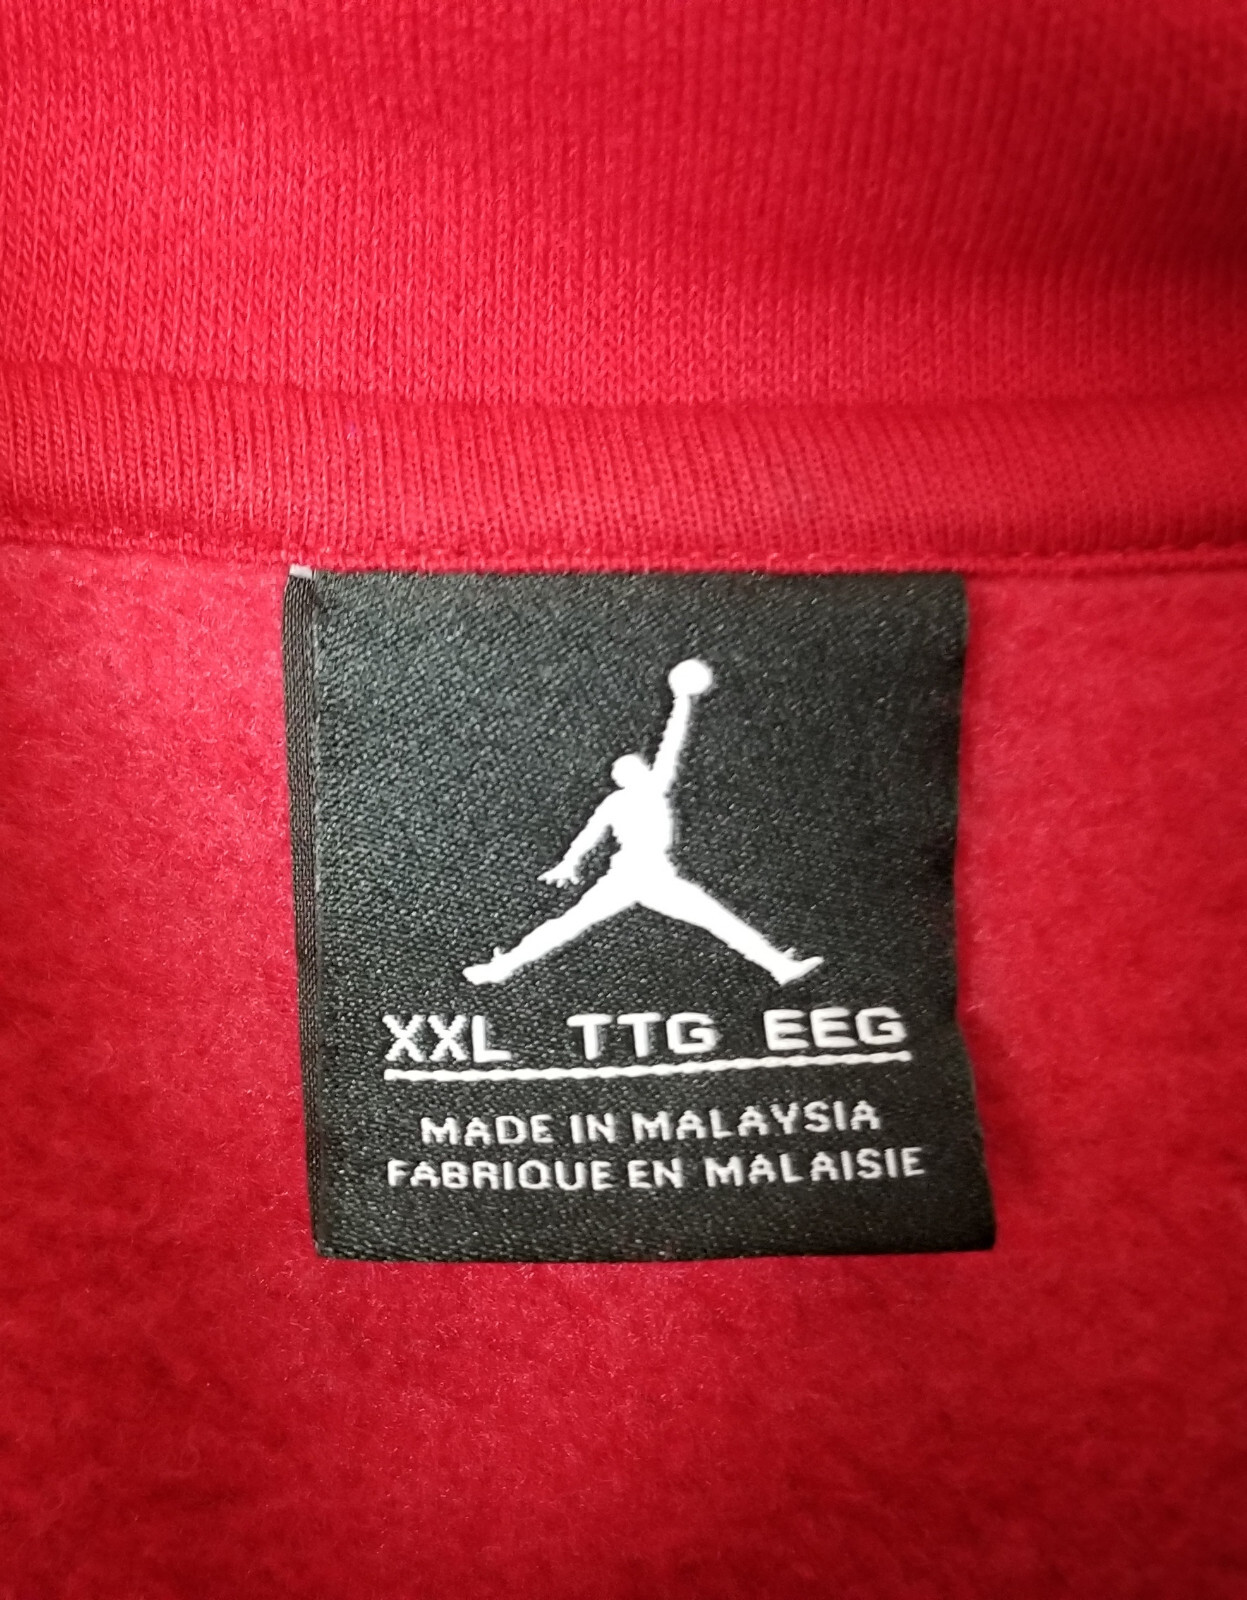 XXL TTG EEG
MADE IN MALAYSIA
FABRIQUE EN MALAISIE